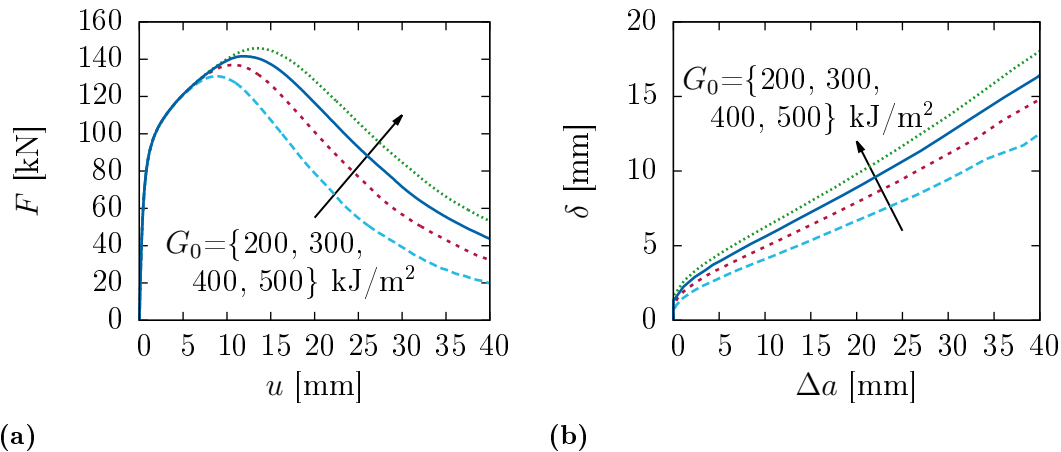 160
140
120
100
80
60
40
20
0
F [kN]
G₀={200, 300,
400, 500} kJ/m²
0 5 10 15 20 25 30 35 40
u [mm]
(a)
20
15
10
5
0
δ [mm]
G₀={200, 300,
400, 500} kJ/m²
0 5 10 15 20 25 30 35 40
Δa [mm]
(b)